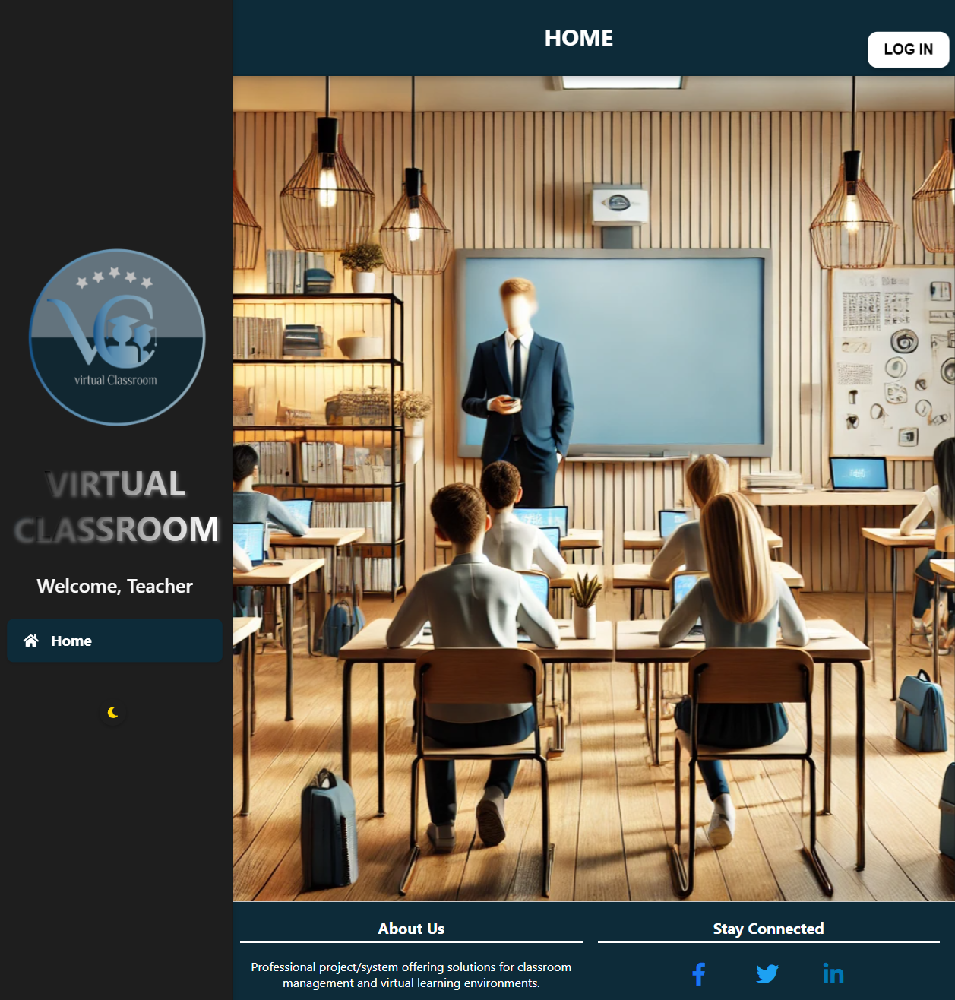 HOME
LOG IN
VC
virtual Classroom
VIRTUAL
CLASSROOM
Welcome, Teacher
Home
About Us
Professional project/system offering solutions for classroom
management and virtual learning environments.
Stay Connected